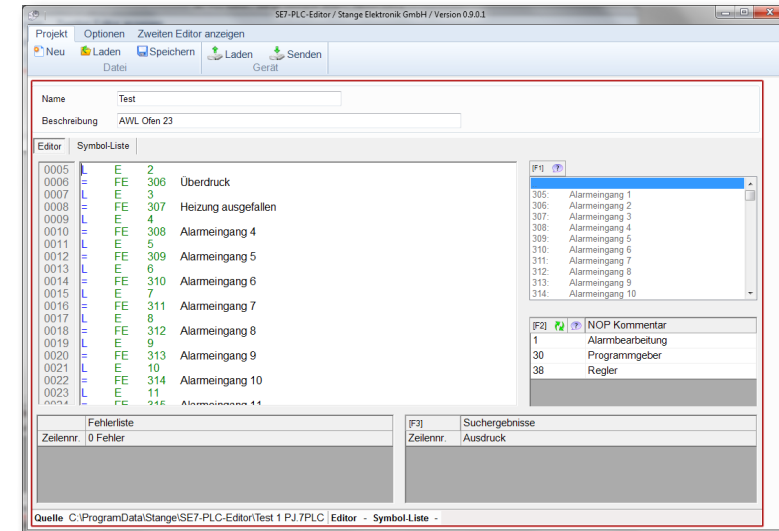 SE7-PLC-Editor / Stange Elektronik GmbH / Version 0.9.0.1
Projekt Optionen Zweiten Editor anzeigen
Neu Laden Speichern Laden Senden
Datei Gerät
Name Test
Beschreibung AWL Ofen 23
Editor Symbol-Liste
0005 L E 2
0006 = FE 306 Überdruck
0007 L E 3
0008 = FE 307 Heizung ausgefallen
0009 L E 4
0010 = FE 308 Alarmeingang 4
0011 L E 5
0012 = FE 309 Alarmeingang 5
0013 L E 6
0014 = FE 310 Alarmeingang 6
0015 L E 7
0016 = FE 311 Alarmeingang 7
0017 L E 8
0018 = FE 312 Alarmeingang 8
0019 L E 9
0020 = FE 313 Alarmeingang 9
0021 L E 10
0022 = FE 314 Alarmeingang 10
0023 L E 11
0024 = FE 315 Alarmeingang 11
[F1]
305: Alarmeingang 1
306: Alarmeingang 2
307: Alarmeingang 3
308: Alarmeingang 4
309: Alarmeingang 5
310: Alarmeingang 6
311: Alarmeingang 7
312: Alarmeingang 8
313: Alarmeingang 9
314: Alarmeingang 10
[F2] NOP Kommentar
1 Alarmbearbeitung
30 Programmgeber
38 Regler
Fehlerliste
Zeilennr. 0 Fehler
[F3] Suchergebnisse
Zeilennr. Ausdruck
Quelle C:\ProgramData\Stange\SE7-PLC-Editor\Test 1 PJ.7PLC Editor - Symbol-Liste -